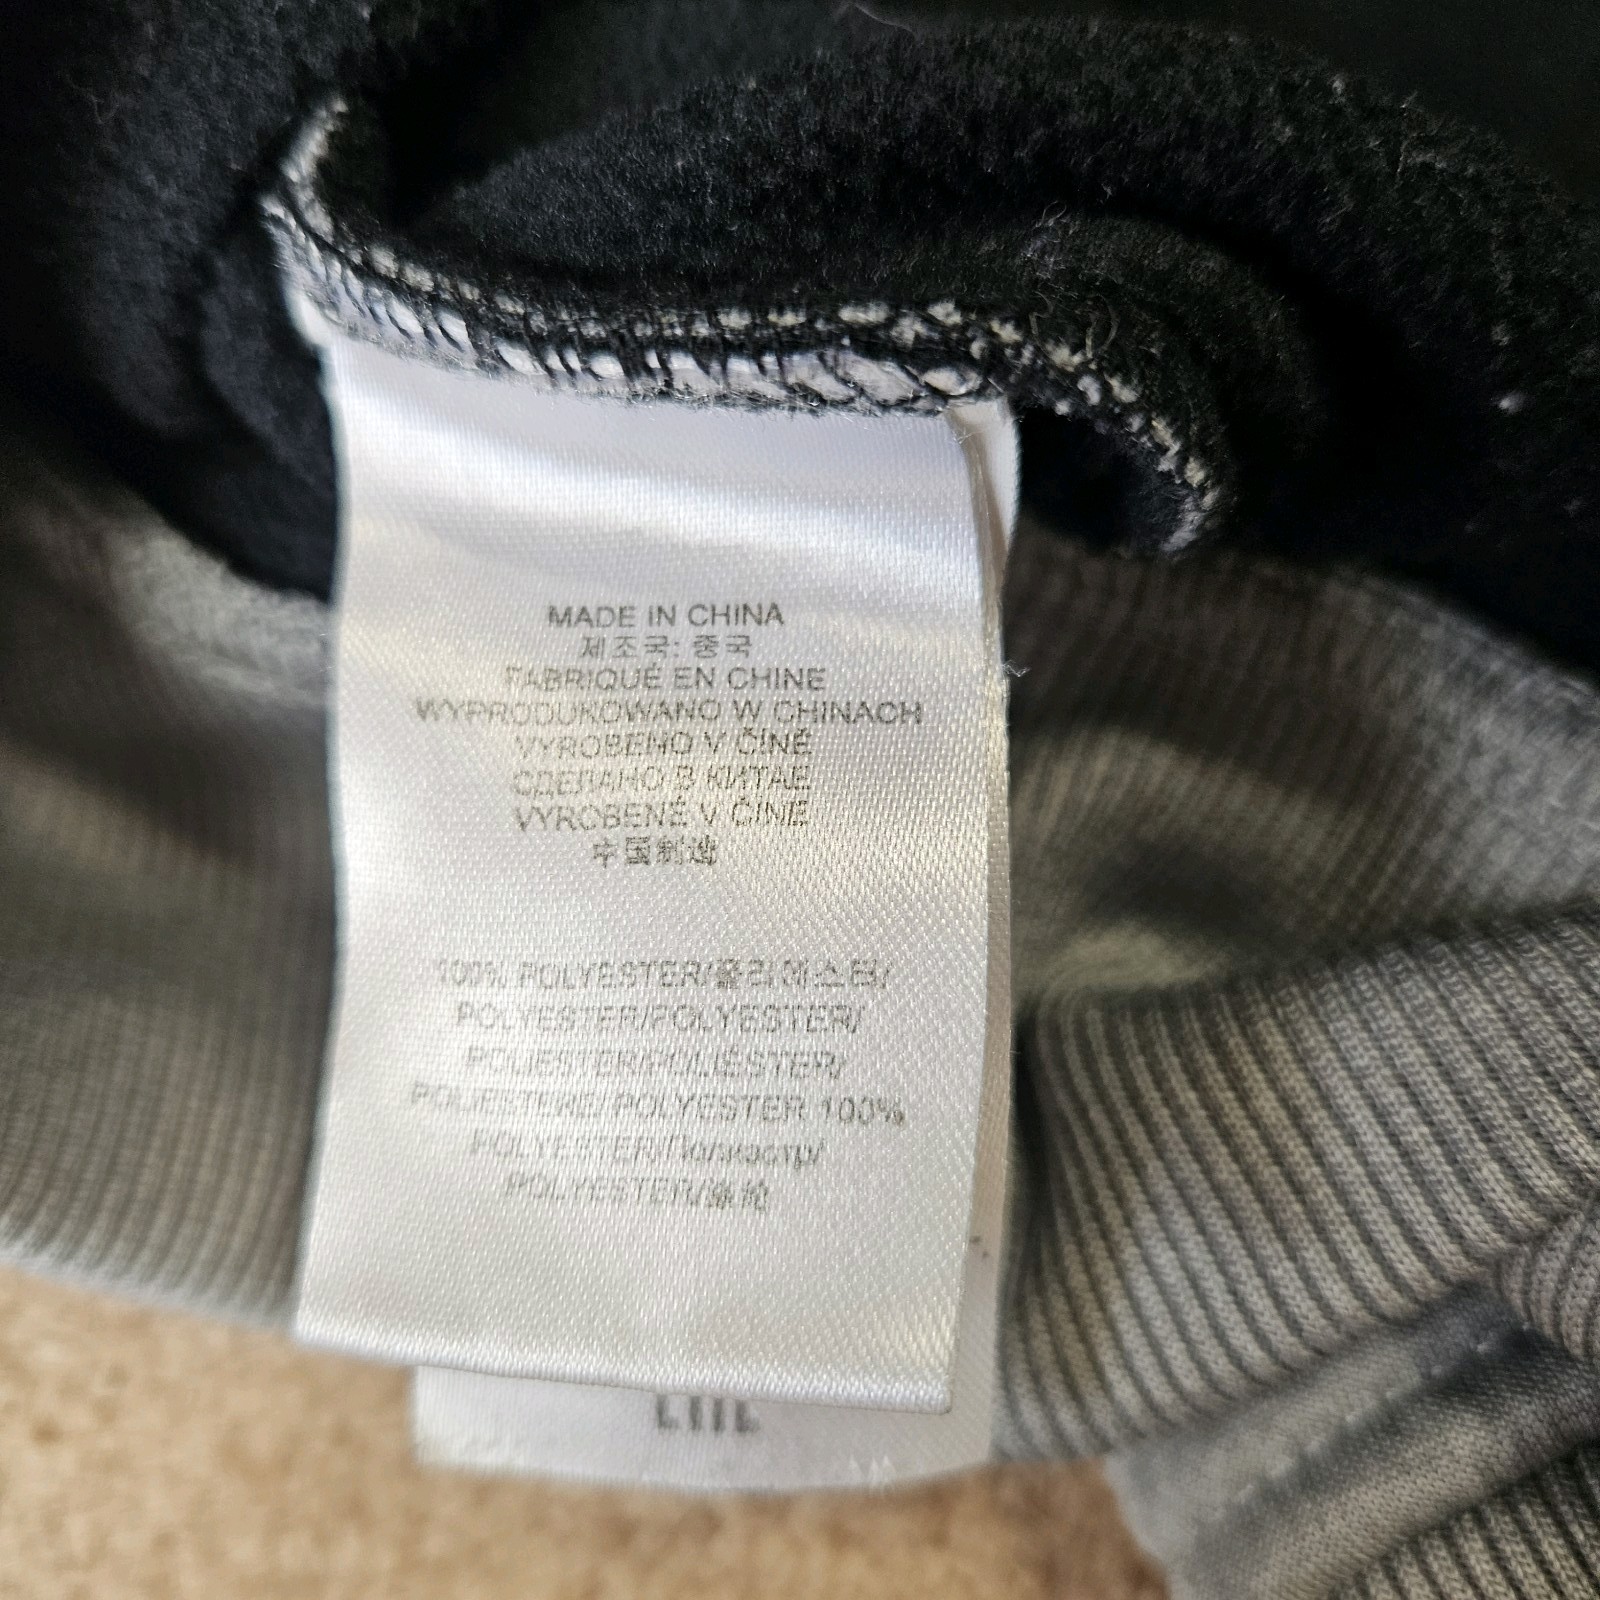 MADE IN CHINA
제조국: 중국
FABRIQUÉ EN CHINE
WYPRODUKOWANO W CHINACH
VYROBENO V ČÍNĚ
СДЕЛАНО В КИТАЕ
VYROBENÉ V ČÍNE
中国制造
100% POLYESTER/폴리에스터/
POLYESTER/POLYESTER/
POLIESTER/POLIÉSTER/
POLIESTERE/POLYESTER 100%
POLYESTER/Полиэстр/
POLYESTER/涤纶